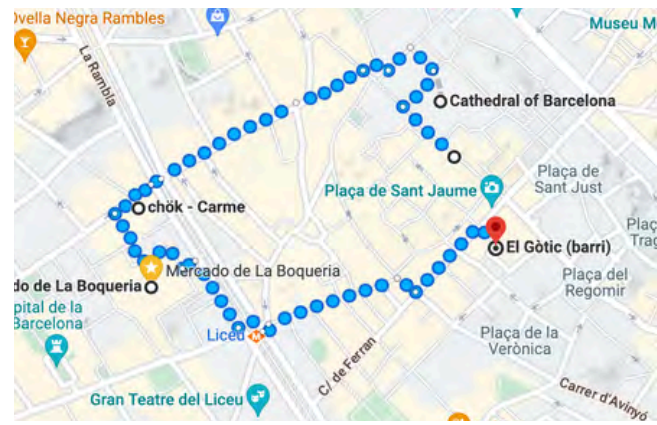 Ovella Negra Rambles
Museu M
La Rambla
Cathedral of Barcelona
Plaça de
Sant Just
Plaça de Sant Jaume
chök - Carme
Plaç
Trag
El Gòtic (barri)
Mercado de La Boqueria
do de La Boqueria
Plaça del
Regomir
pital de la
Barcelona
Liceu
M
C/ de Ferran
Plaça de la
Verònica
Gran Teatre del Liceu
Carrer d'Avinyó